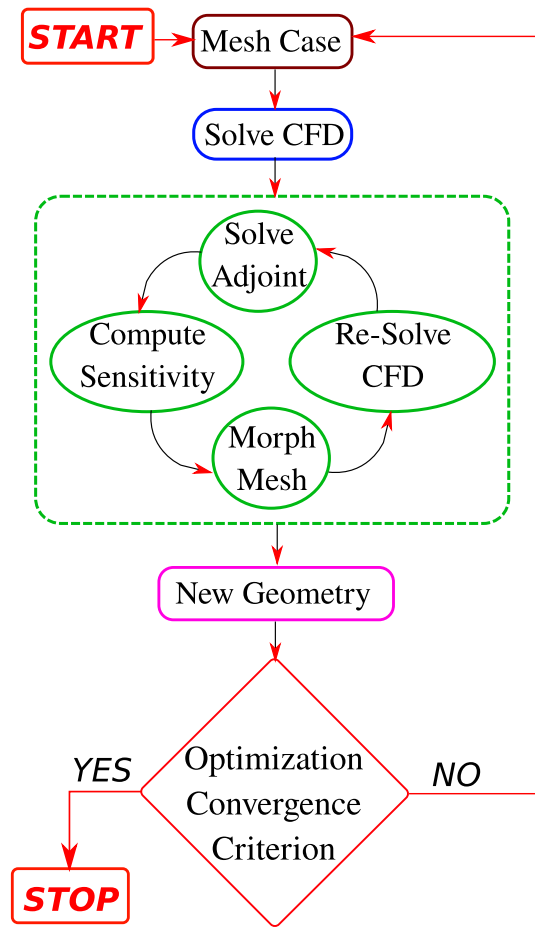 START
Mesh Case
Solve CFD
Solve
Adjoint
Compute
Sensitivity
Re-Solve
CFD
Morph
Mesh
New Geometry
Optimization
Convergence
Criterion
YES
NO
STOP